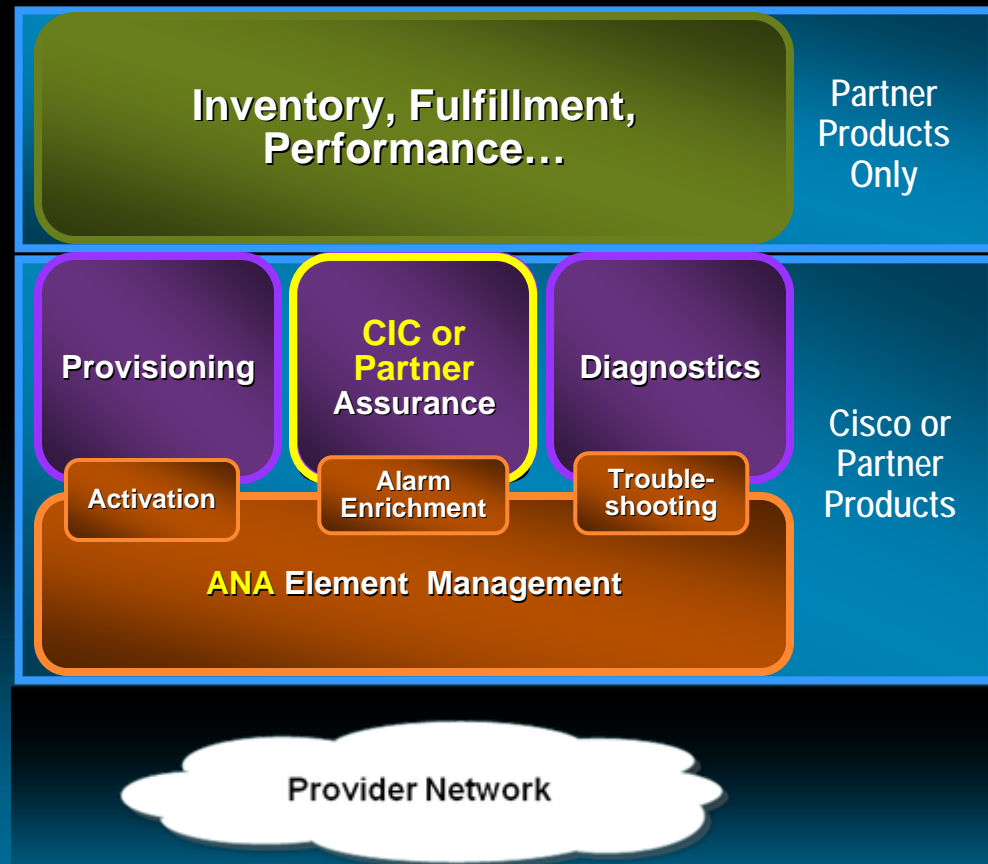 Inventory, Fulfillment,
Performance...
Partner
Products
Only
Provisioning
CIC or
Partner
Assurance
Diagnostics
Cisco or
Partner
Products
Activation
Alarm
Enrichment
Trouble-
shooting
ANA Element Management
Provider Network